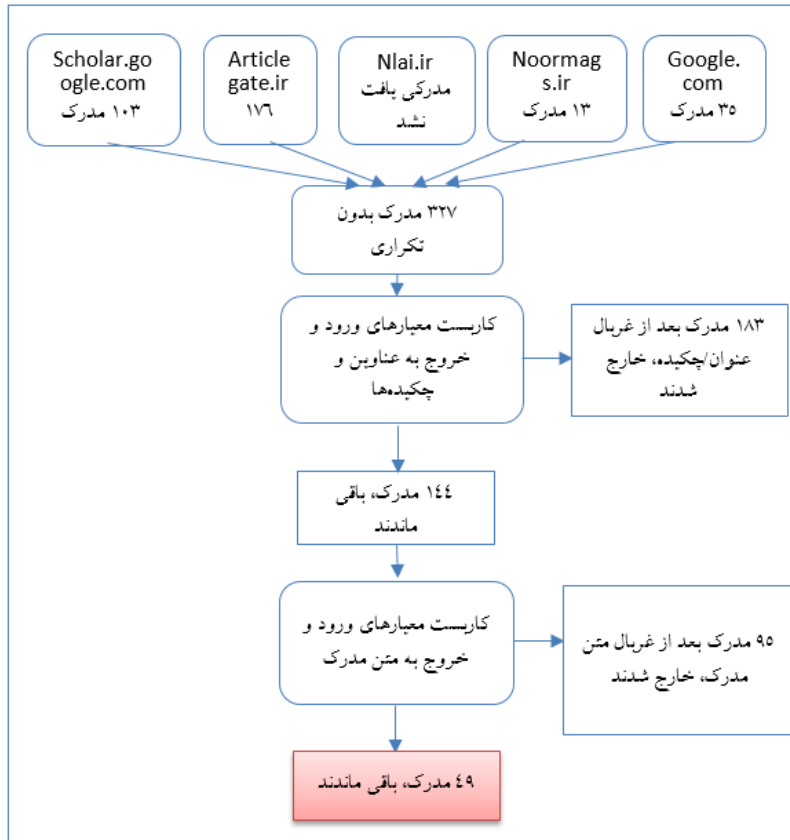 Scholar.go
ogle.com
۱۰۳ مدرک
Article
gate.ir
۱۷٦
Nlai.ir
مدرکی یافت
نشد
Noormag
s.ir
۱۳ مدرک
Google.
com
۳۵ مدرک
۳۲۷ مدرک بدون
تکراری
کاربست معیارهای ورود و
خروج به عناوین و
چکیده‌ها
۱۸۳ مدرک بعد از غربال
عنوان/چکیده، خارج
شدند
۱٤٤ مدرک، باقی
ماندند
کاربست معیارهای ورود و
خروج به متن مدرک
۹۵ مدرک بعد از غربال متن
مدرک، خارج شدند
٤۹ مدرک، باقی ماندند